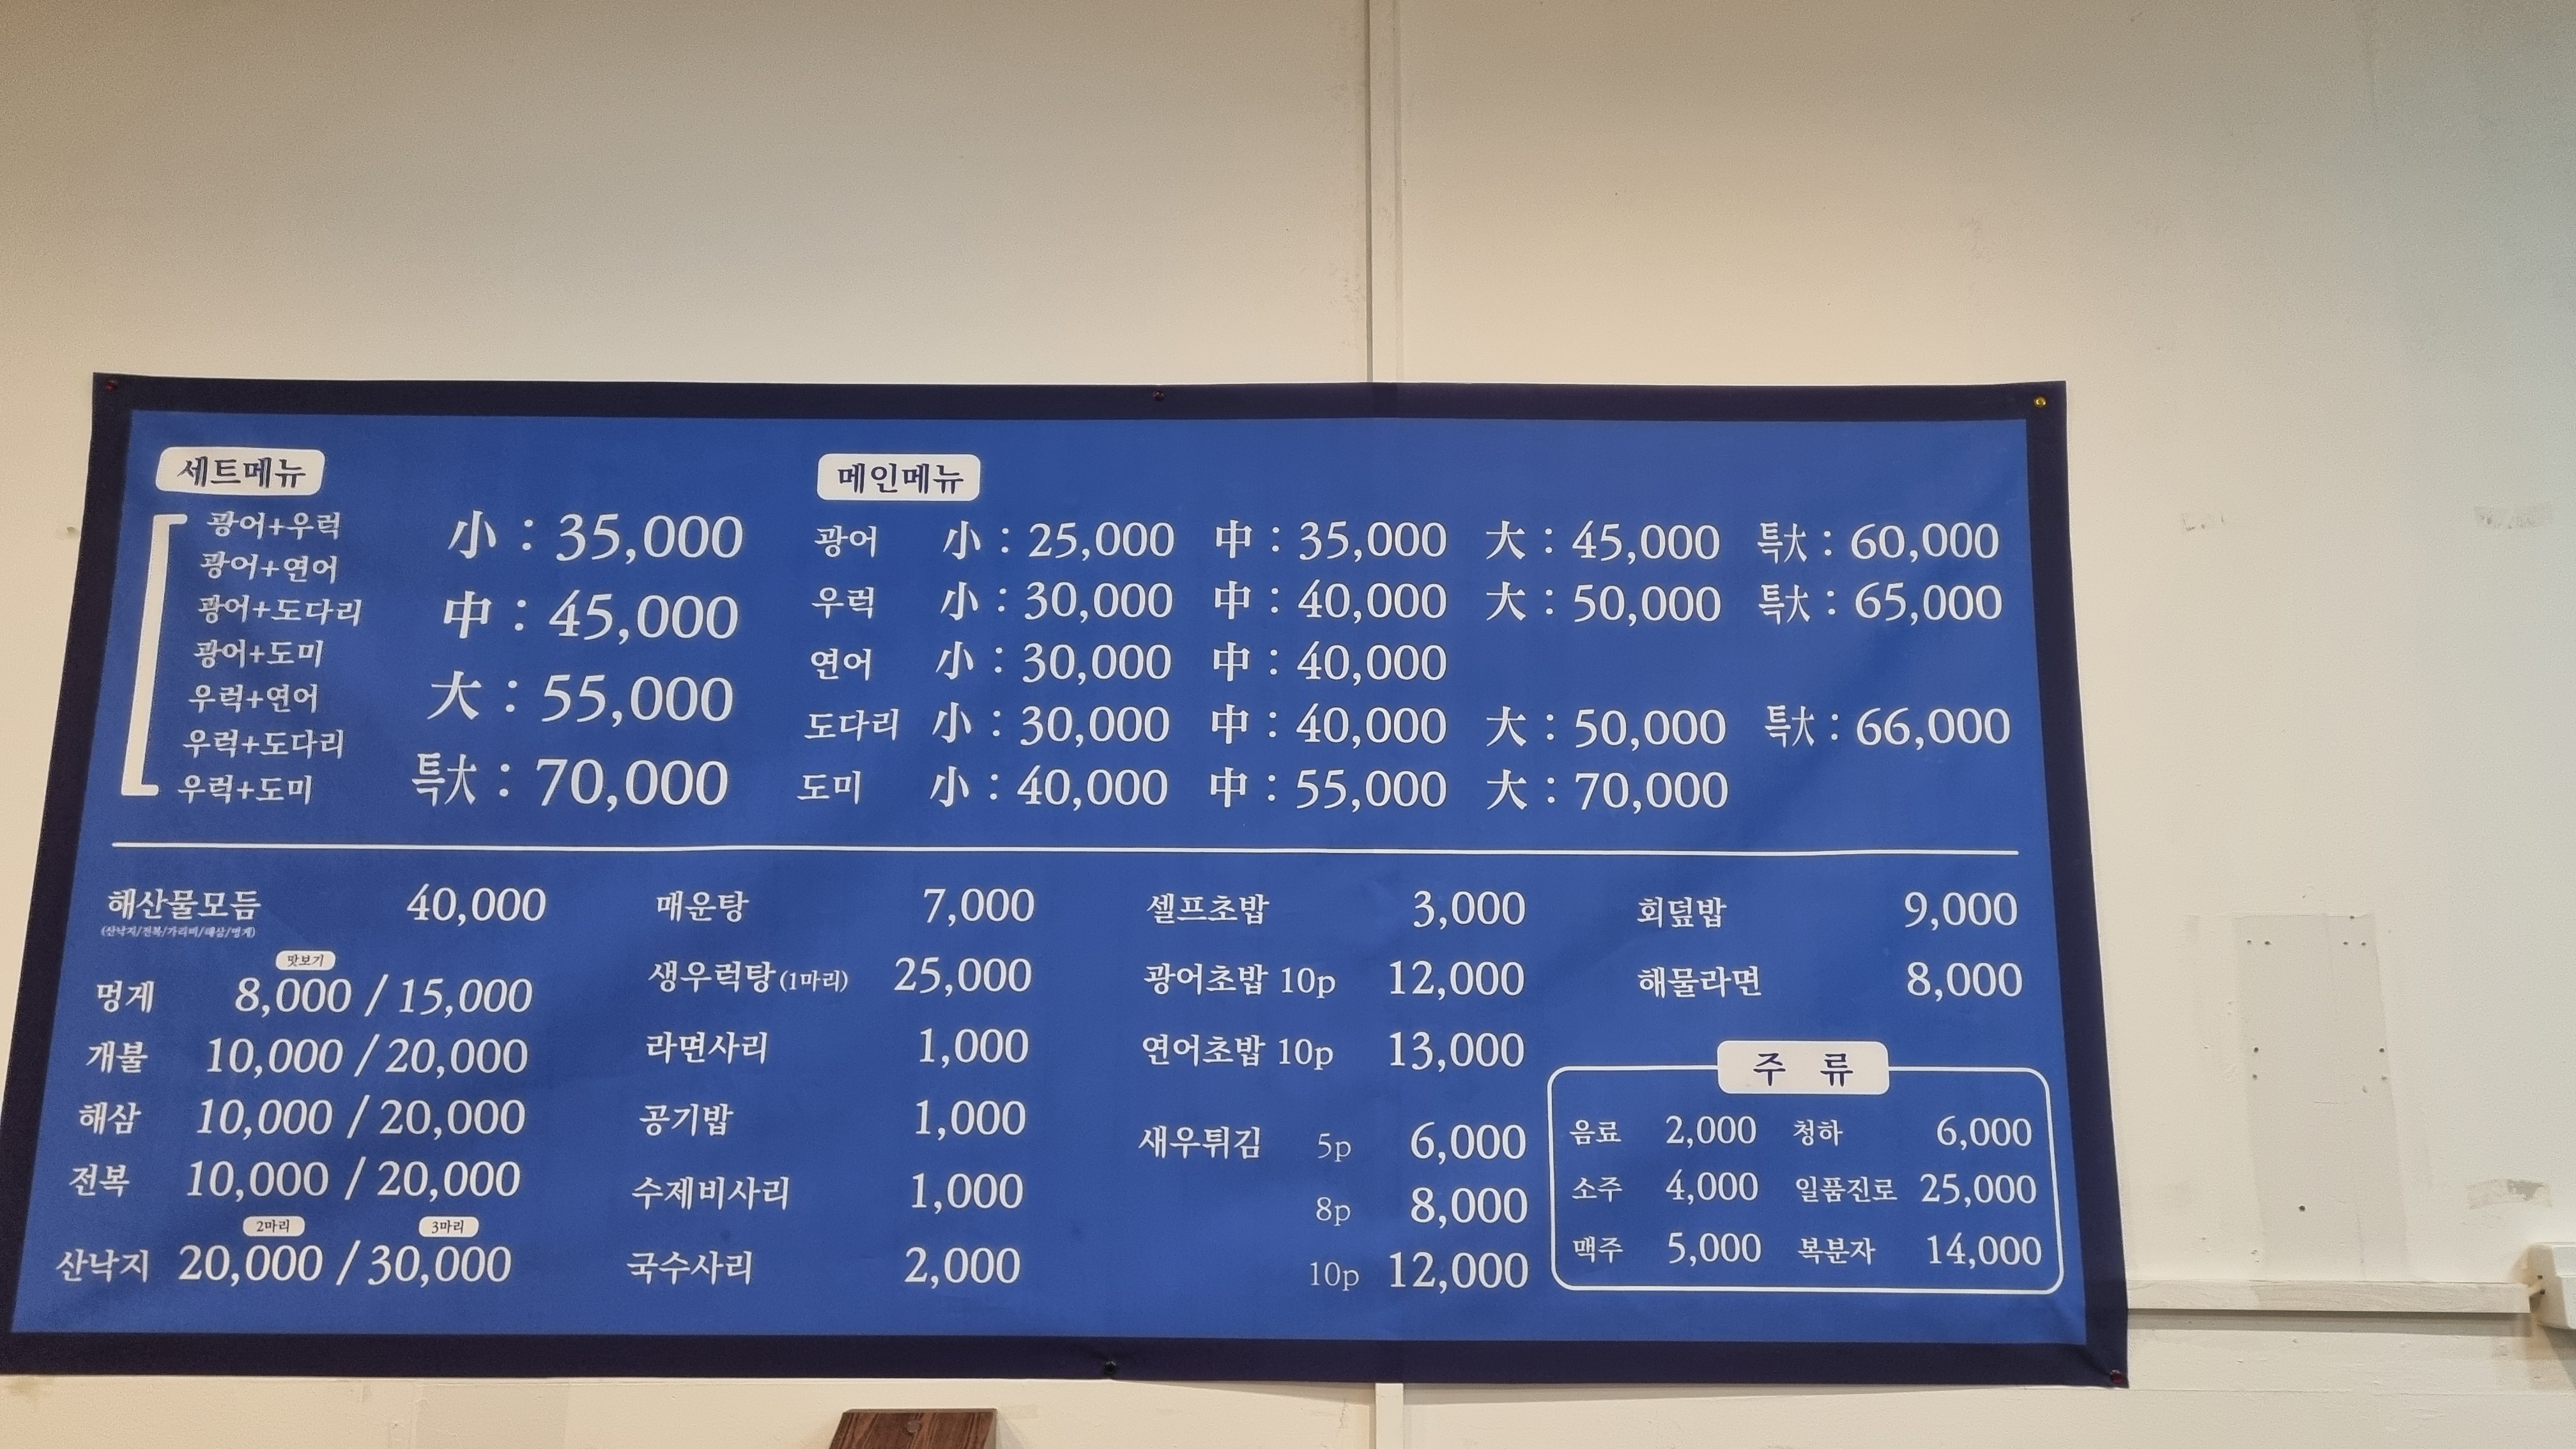 세트메뉴
광어+우럭
광어+연어
광어+도다리
광어+도미
우럭+연어
우럭+도다리
우럭+도미
小 : 35,000
中 : 45,000
大 : 55,000
특大 : 70,000
메인메뉴
광어 小 : 25,000 中 : 35,000 大 : 45,000 특大 : 60,000
우럭 小 : 30,000 中 : 40,000 大 : 50,000 특大 : 65,000
연어 小 : 30,000 中 : 40,000
도다리 小 : 30,000 中 : 40,000 大 : 50,000 특大 : 66,000
도미 小 : 40,000 中 : 55,000 大 : 70,000
해산물모듬 40,000
(산낙지/전복/가리비/해삼/멍게)
맛보기
멍게 8,000 / 15,000
개불 10,000 / 20,000
해삼 10,000 / 20,000
전복 10,000 / 20,000
2마리 3마리
산낙지 20,000 / 30,000
매운탕 7,000
생우럭탕 (1마리) 25,000
라면사리 1,000
공기밥 1,000
수제비사리 1,000
국수사리 2,000
셀프초밥 3,000
광어초밥 10p 12,000
연어초밥 10p 13,000
새우튀김 5p 6,000
8p 8,000
10p 12,000
회덮밥 9,000
해물라면 8,000
주 류
음료 2,000 청하 6,000
소주 4,000 일품진로 25,000
맥주 5,000 복분자 14,000